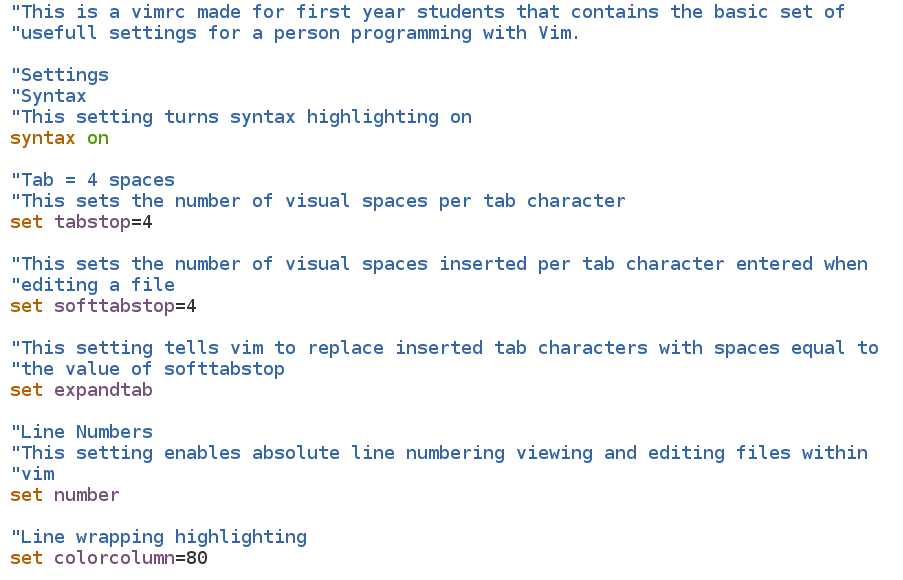 "This is a vimrc made for first year students that contains the basic set of
"usefull settings for a person programming with Vim.

"Settings
"Syntax
"This setting turns syntax highlighting on
syntax on

"Tab = 4 spaces
"This sets the number of visual spaces per tab character
set tabstop=4

"This sets the number of visual spaces inserted per tab character entered when
"editing a file
set softtabstop=4

"This setting tells vim to replace inserted tab characters with spaces equal to
"the value of softtabstop
set expandtab

"Line Numbers
"This setting enables absolute line numbering viewing and editing files within
"vim
set number

"Line wrapping highlighting
set colorcolumn=80